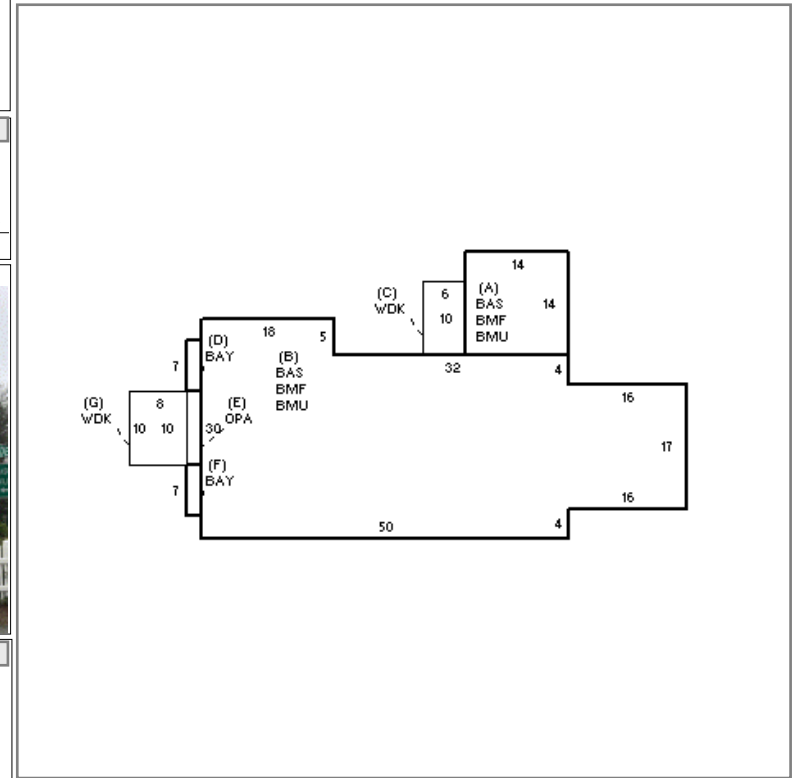 14
(A)
BAS
BMF
BMU
14
(C)
WDK
6
10
18
5
32
4
(D)
BAY
7
(B)
BAS
BMF
BMU
16
(G)
WDK
8
10
10
30
(E)
OPA
17
(F)
BAY
7
16
50
4